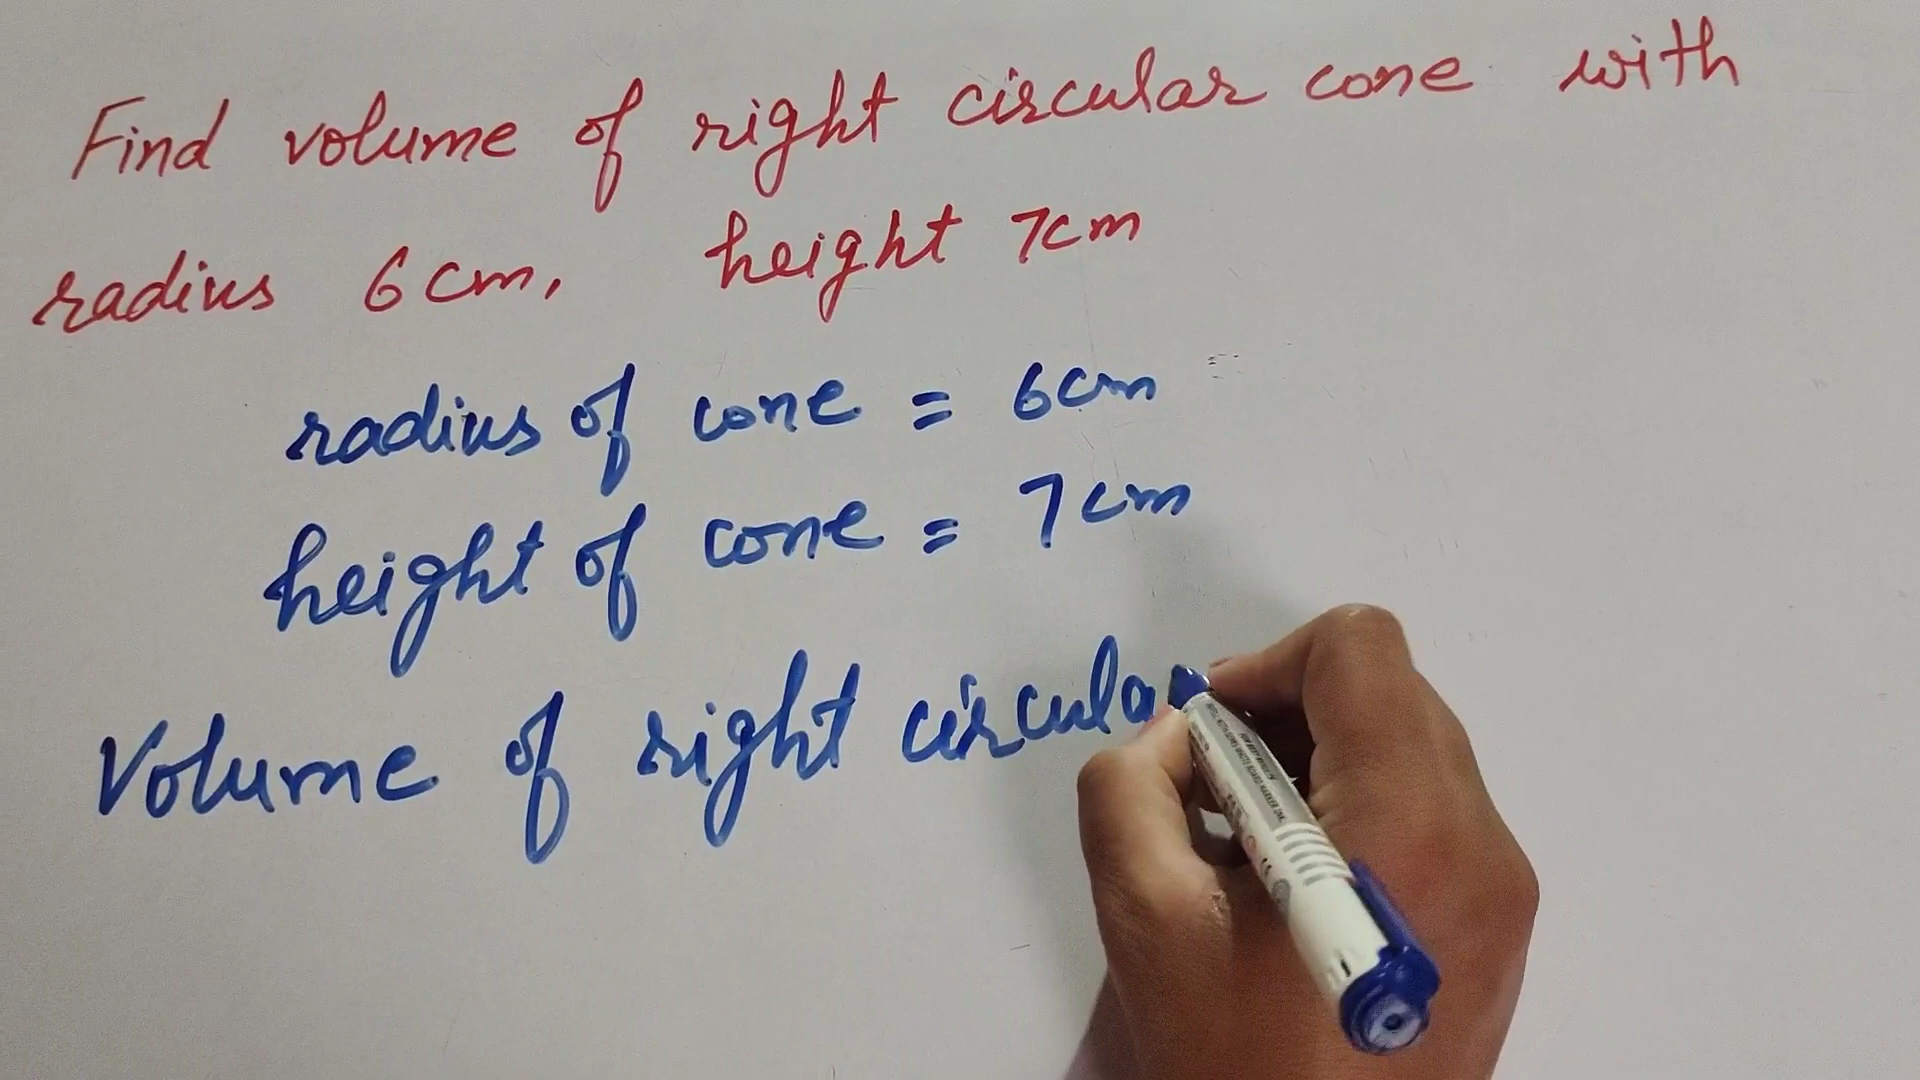 Find volume of right circular cone with
radius 6cm, height 7cm
radius of cone = 6cm
height of cone = 7cm
Volume of right circula